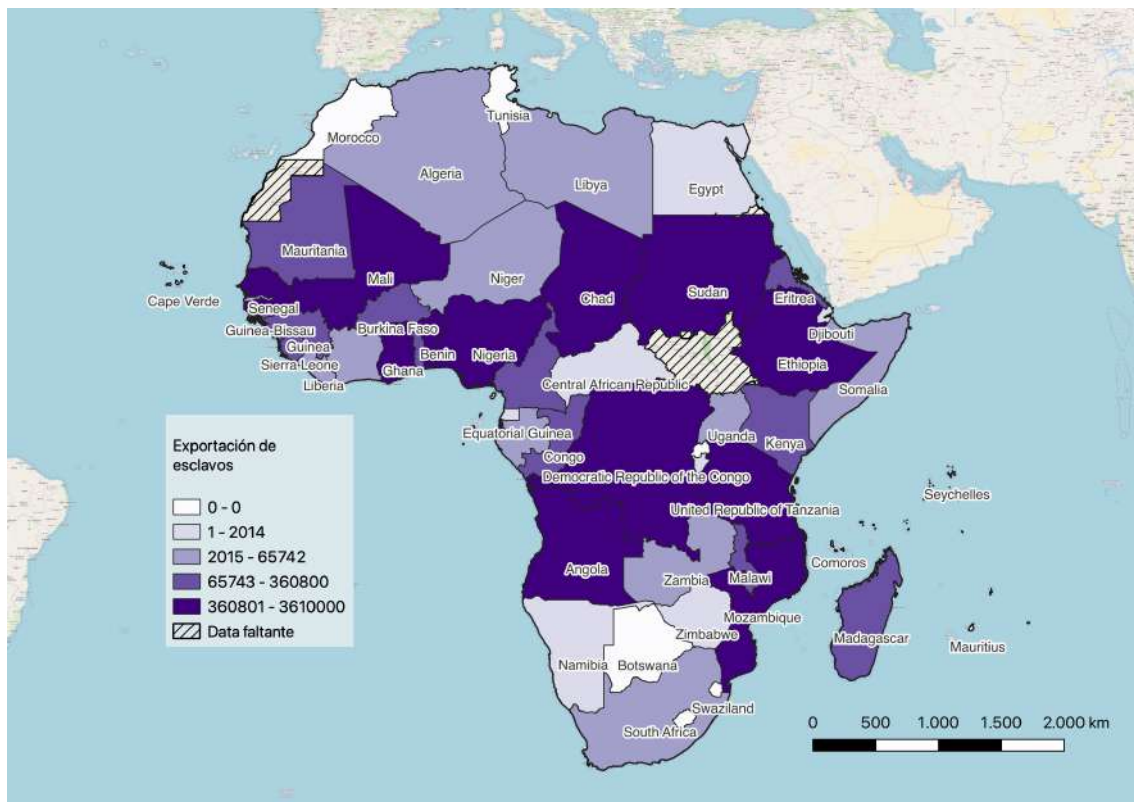 Tunisia
Morocco
Algeria
Libya
Egypt
Mauritania
Mali
Niger
Chad
Sudan
Eritrea
Cape Verde
Senegal
Guinea-Bissau
Burkina Faso
Djibouti
Guinea
Benin
Nigeria
Ethiopia
Sierra Leone
Ghana
Liberia
Central African Republic
Somalia
Equatorial Guinea
Uganda
Kenya
Congo
Democratic Republic of the Congo
Seychelles
United Republic of Tanzania
Comoros
Angola
Zambia
Malawi
Mozambique
Zimbabwe
Madagascar
Mauritius
Namibia
Botswana
Swaziland
South Africa
Exportación de
esclavos
0 - 0
1 - 2014
2015 - 65742
65743 - 360800
360801 - 3610000
Data faltante
0 500 1.000 1.500 2.000 km